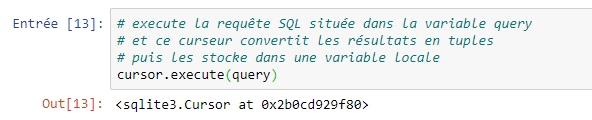 Entrée [13]: # execute la requête SQL située dans la variable query
# et ce curseur convertit les résultats en tuples
# puis les stocke dans une variable locale
cursor.execute(query)
Out[13]: <sqlite3.Cursor at 0x2b0cd929f80>